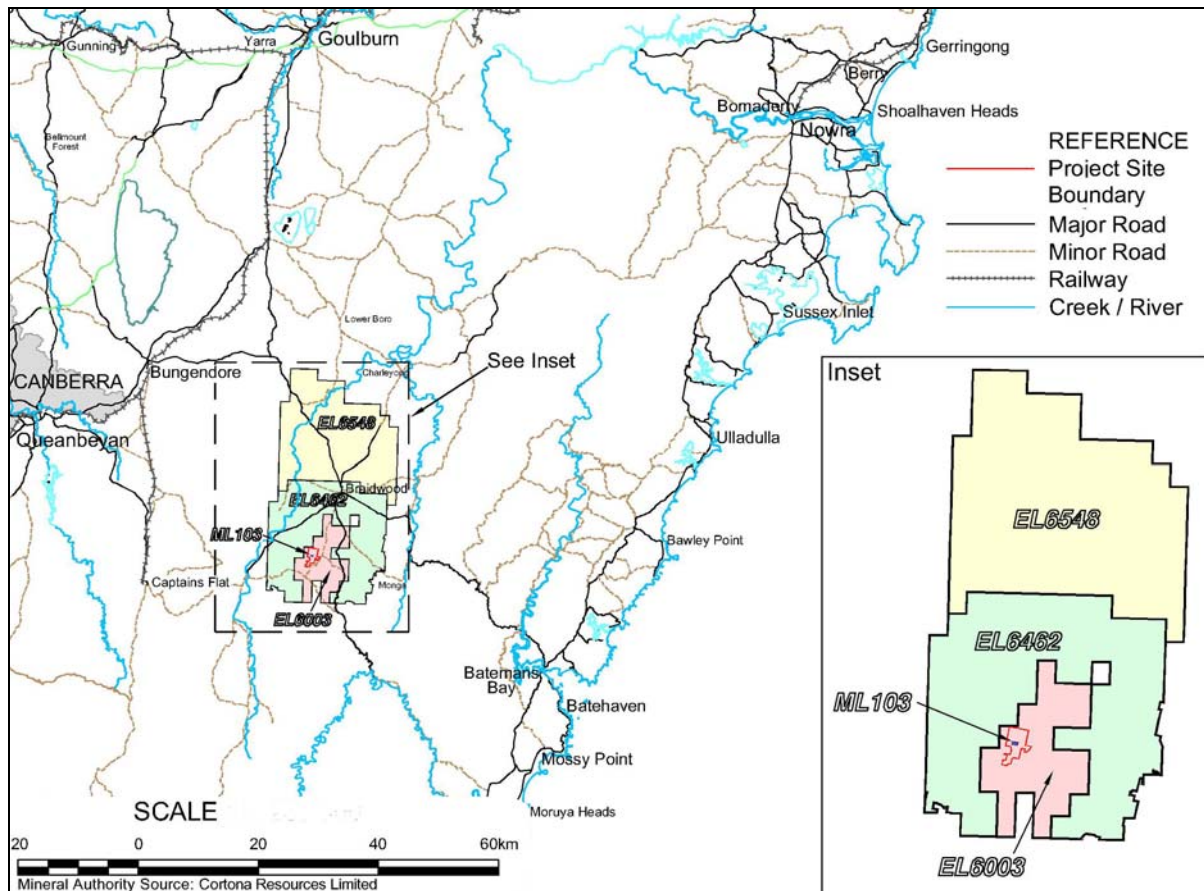 Gunning
Yarra
Goulburn
Gerringong
Berry
Bomaderry
Shoalhaven Heads
Nowra
Bellmount
Forest
REFERENCE
Project Site
Boundary
Major Road
Minor Road
Railway
Creek / River
Lower Boro
Sussex Inlet
See Inset
Bungendore
CANBERRA
Charleyong
Queanbeyan
EL6548
Ulladulla
Braidwood
EL6462
ML103
Bawley Point
Captains Flat
Monga
EL6003
Batemans
Bay
Batehaven
Mossy Point
Moruya Heads
Inset
EL6548
EL6462
ML103
EL6003
SCALE
20 0 20 40 60km
Mineral Authority Source: Cortona Resources Limited